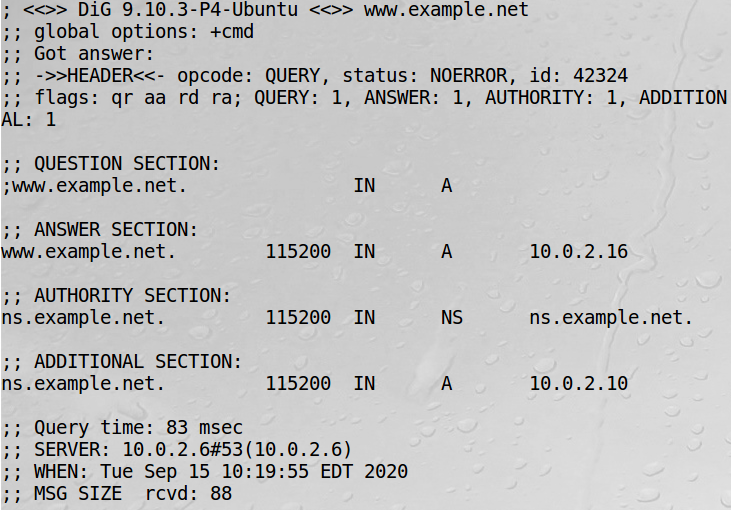 ; <<>> DiG 9.10.3-P4-Ubuntu <<>> www.example.net
;; global options: +cmd
;; Got answer:
;; ->>HEADER<<- opcode: QUERY, status: NOERROR, id: 42324
;; flags: qr aa rd ra; QUERY: 1, ANSWER: 1, AUTHORITY: 1, ADDITION
AL: 1

;; QUESTION SECTION:
;www.example.net.               IN      A

;; ANSWER SECTION:
www.example.net.        115200  IN      A       10.0.2.16

;; AUTHORITY SECTION:
ns.example.net.         115200  IN      NS      ns.example.net.

;; ADDITIONAL SECTION:
ns.example.net.         115200  IN      A       10.0.2.10

;; Query time: 83 msec
;; SERVER: 10.0.2.6#53(10.0.2.6)
;; WHEN: Tue Sep 15 10:19:55 EDT 2020
;; MSG SIZE  rcvd: 88